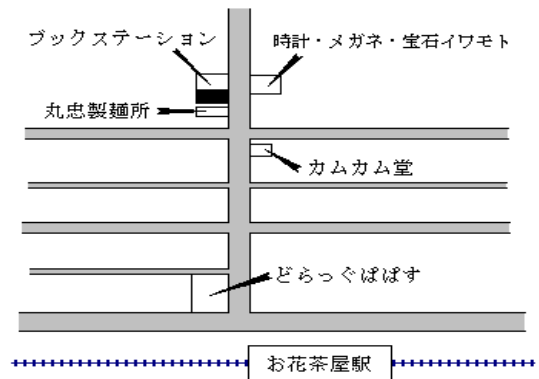 ブックステーション
時計・メガネ・宝石イワモト
丸忠製麺所
カムカム堂
どらっぐぱぱす
お花茶屋駅